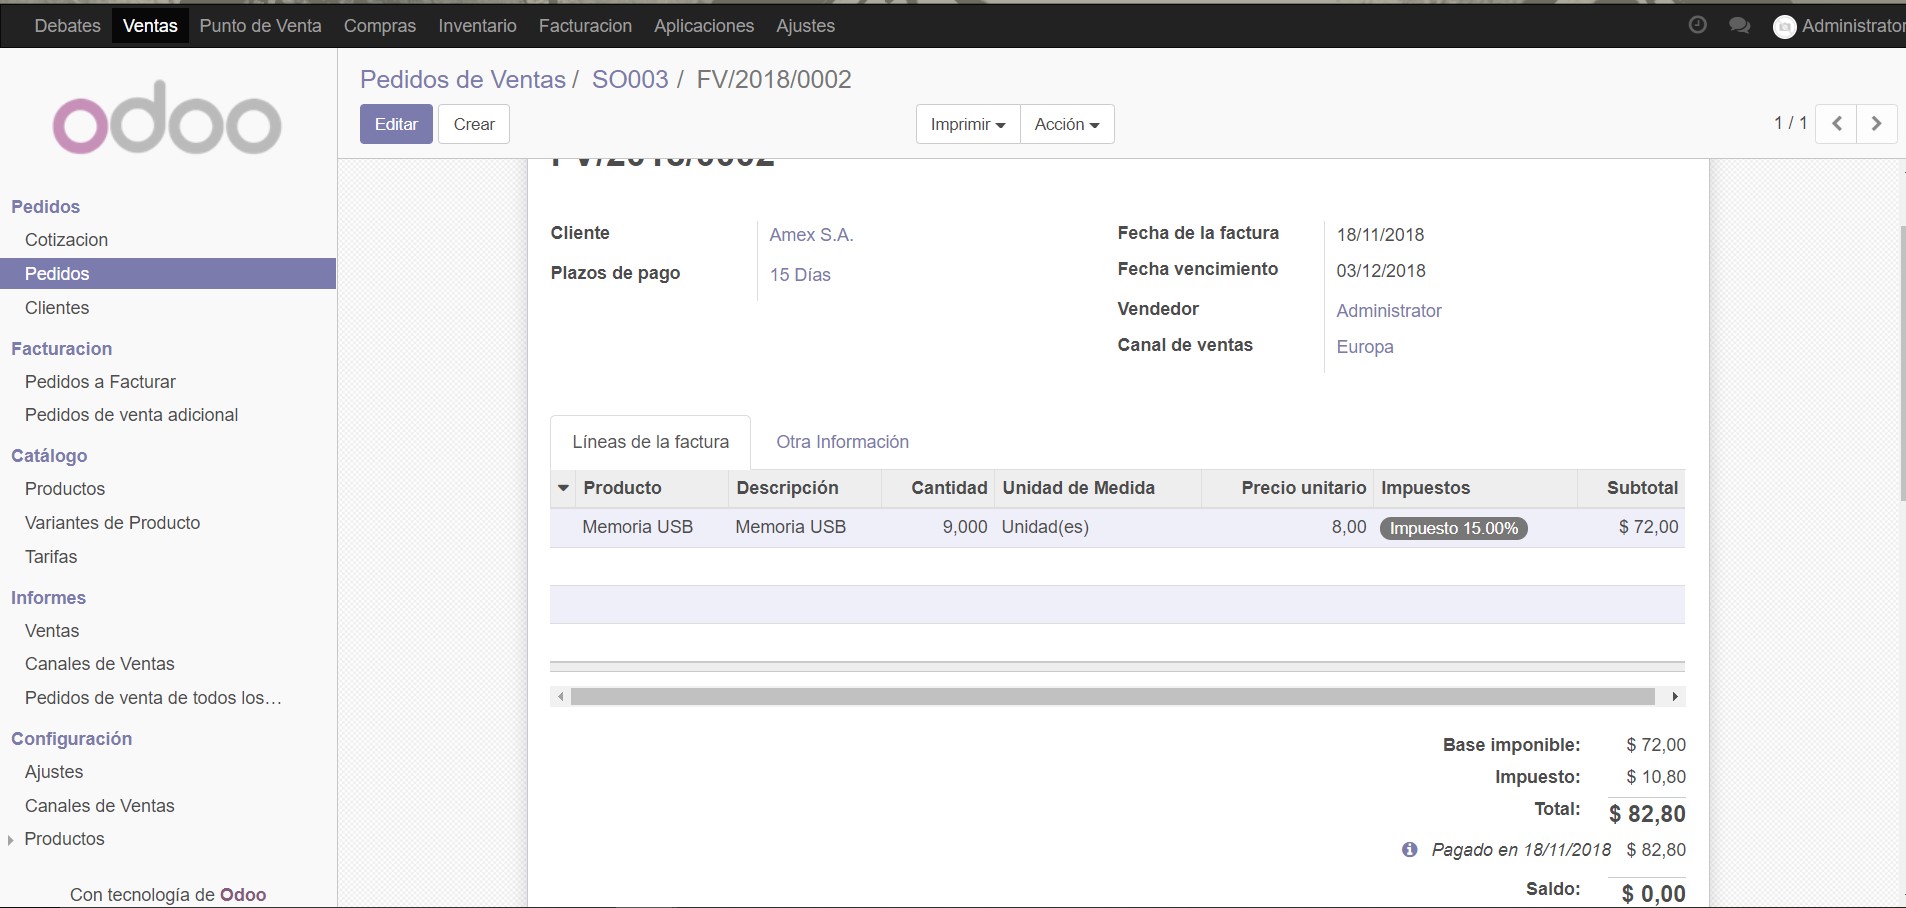 Debates Ventas Punto de Venta Compras Inventario Facturacion Aplicaciones Ajustes Administrator
odoo
Pedidos
Cotizacion
Pedidos
Clientes
Facturacion
Pedidos a Facturar
Pedidos de venta adicional
Catálogo
Productos
Variantes de Producto
Tarifas
Informes
Ventas
Canales de Ventas
Pedidos de venta de todos los…
Configuración
Ajustes
Canales de Ventas
Productos
Con tecnología de Odoo
Pedidos de Ventas / SO003 / FV/2018/0002
Editar Crear Imprimir Acción 1 / 1
FV/2018/0002
Cliente Amex S.A.
Plazos de pago 15 Días
Fecha de la factura 18/11/2018
Fecha vencimiento 03/12/2018
Vendedor Administrator
Canal de ventas Europa
Líneas de la factura Otra Información
Producto Descripción Cantidad Unidad de Medida Precio unitario Impuestos Subtotal
Memoria USB Memoria USB 9,000 Unidad(es) 8,00 Impuesto 15.00% $ 72,00
Base imponible: $ 72,00
Impuesto: $ 10,80
Total: $ 82,80
Pagado en 18/11/2018 $ 82,80
Saldo: $ 0,00